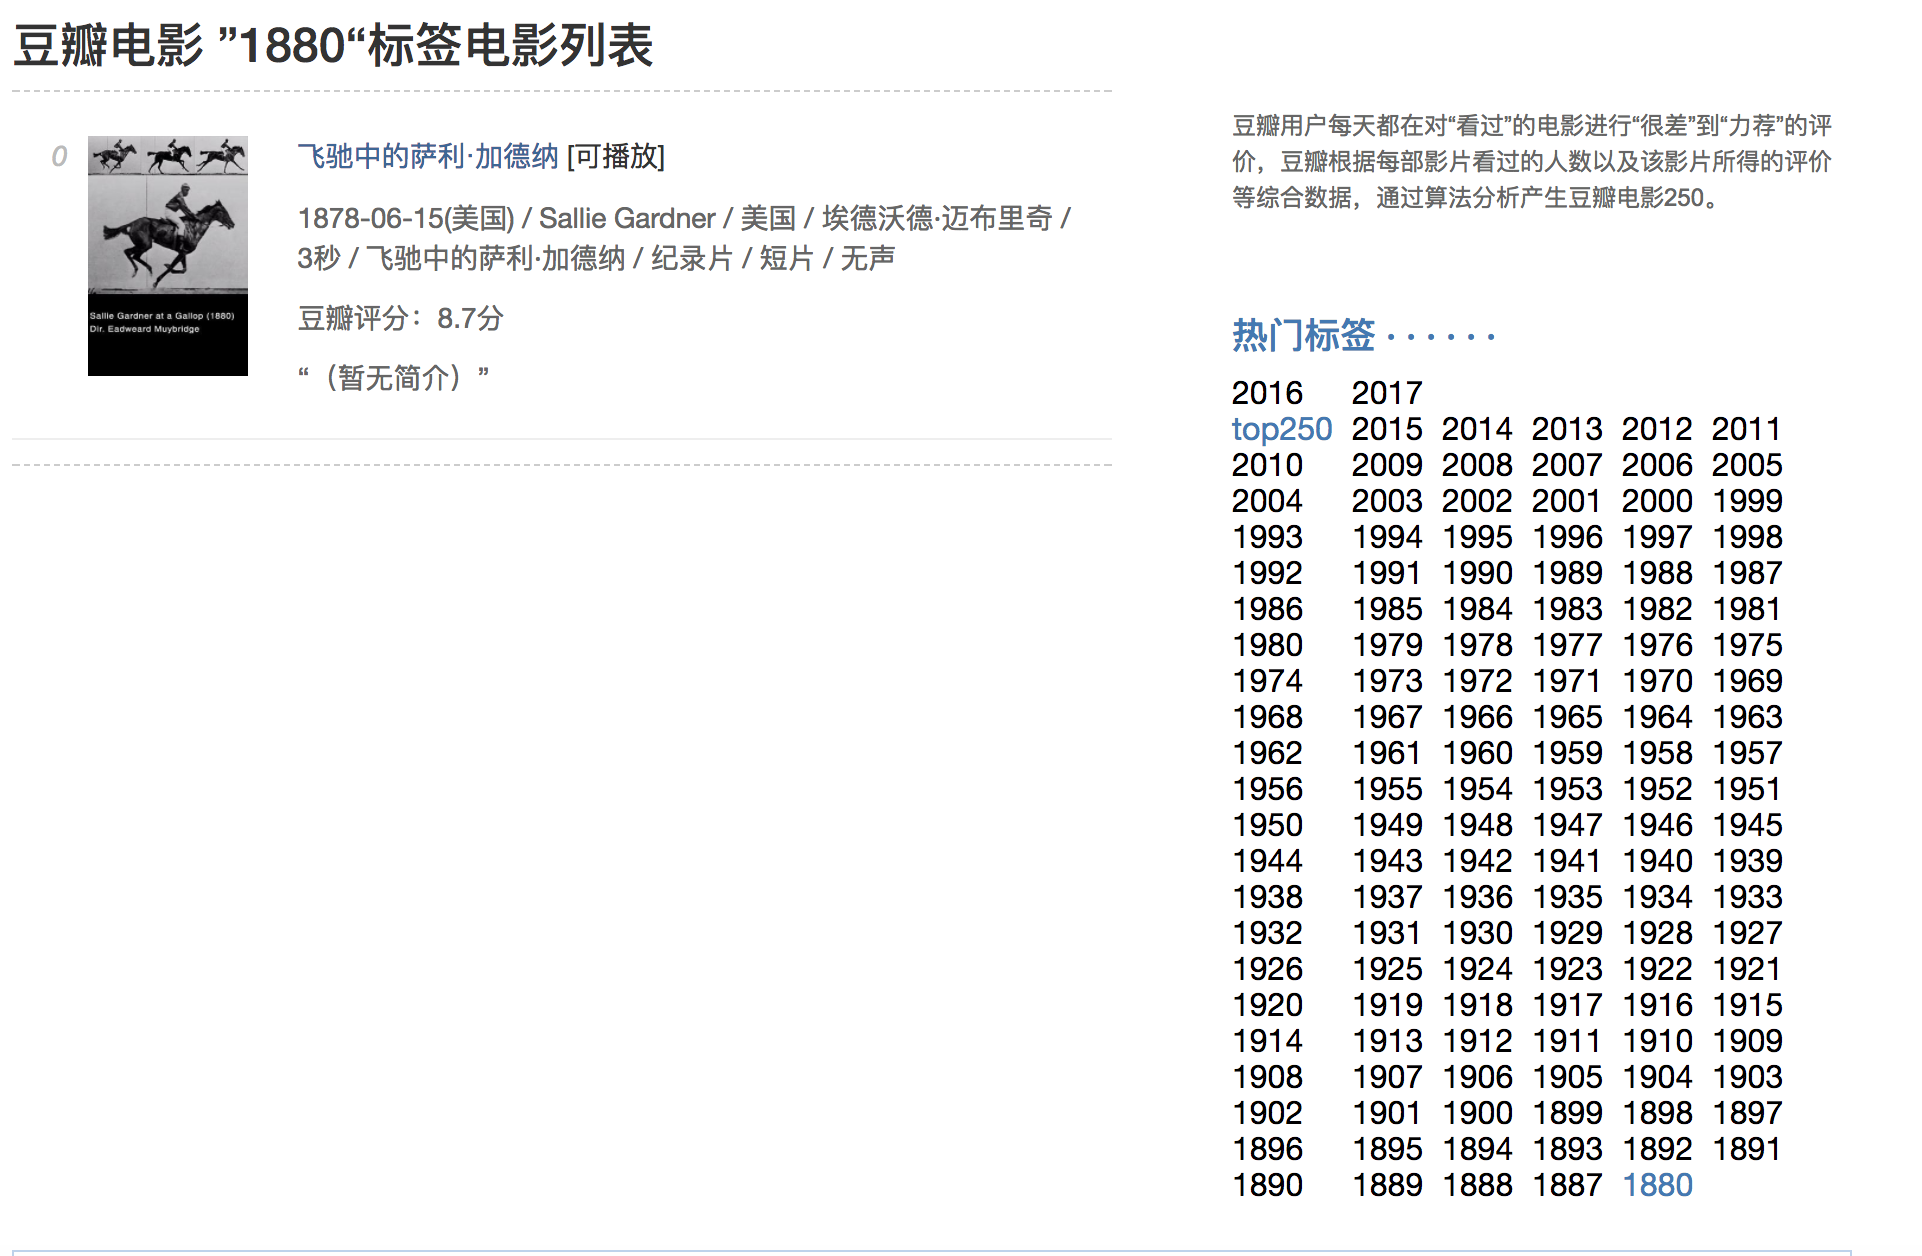 豆瓣电影 ”1880“标签电影列表
0
Sallie Gardner at a Gallop (1880)
Dir. Eadweard Muybridge
飞驰中的萨利·加德纳 [可播放]
1878-06-15(美国) / Sallie Gardner / 美国 / 埃德沃德·迈布里奇 /
3秒 / 飞驰中的萨利·加德纳 / 纪录片 / 短片 / 无声
豆瓣评分：8.7分
“（暂无简介）”
豆瓣用户每天都在对“看过”的电影进行“很差”到“力荐”的评
价，豆瓣根据每部影片看过的人数以及该影片所得的评价
等综合数据，通过算法分析产生豆瓣电影250。
热门标签 · · · · · ·
2016 2017
top250 2015 2014 2013 2012 2011
2010 2009 2008 2007 2006 2005
2004 2003 2002 2001 2000 1999
1993 1994 1995 1996 1997 1998
1992 1991 1990 1989 1988 1987
1986 1985 1984 1983 1982 1981
1980 1979 1978 1977 1976 1975
1974 1973 1972 1971 1970 1969
1968 1967 1966 1965 1964 1963
1962 1961 1960 1959 1958 1957
1956 1955 1954 1953 1952 1951
1950 1949 1948 1947 1946 1945
1944 1943 1942 1941 1940 1939
1938 1937 1936 1935 1934 1933
1932 1931 1930 1929 1928 1927
1926 1925 1924 1923 1922 1921
1920 1919 1918 1917 1916 1915
1914 1913 1912 1911 1910 1909
1908 1907 1906 1905 1904 1903
1902 1901 1900 1899 1898 1897
1896 1895 1894 1893 1892 1891
1890 1889 1888 1887 1880